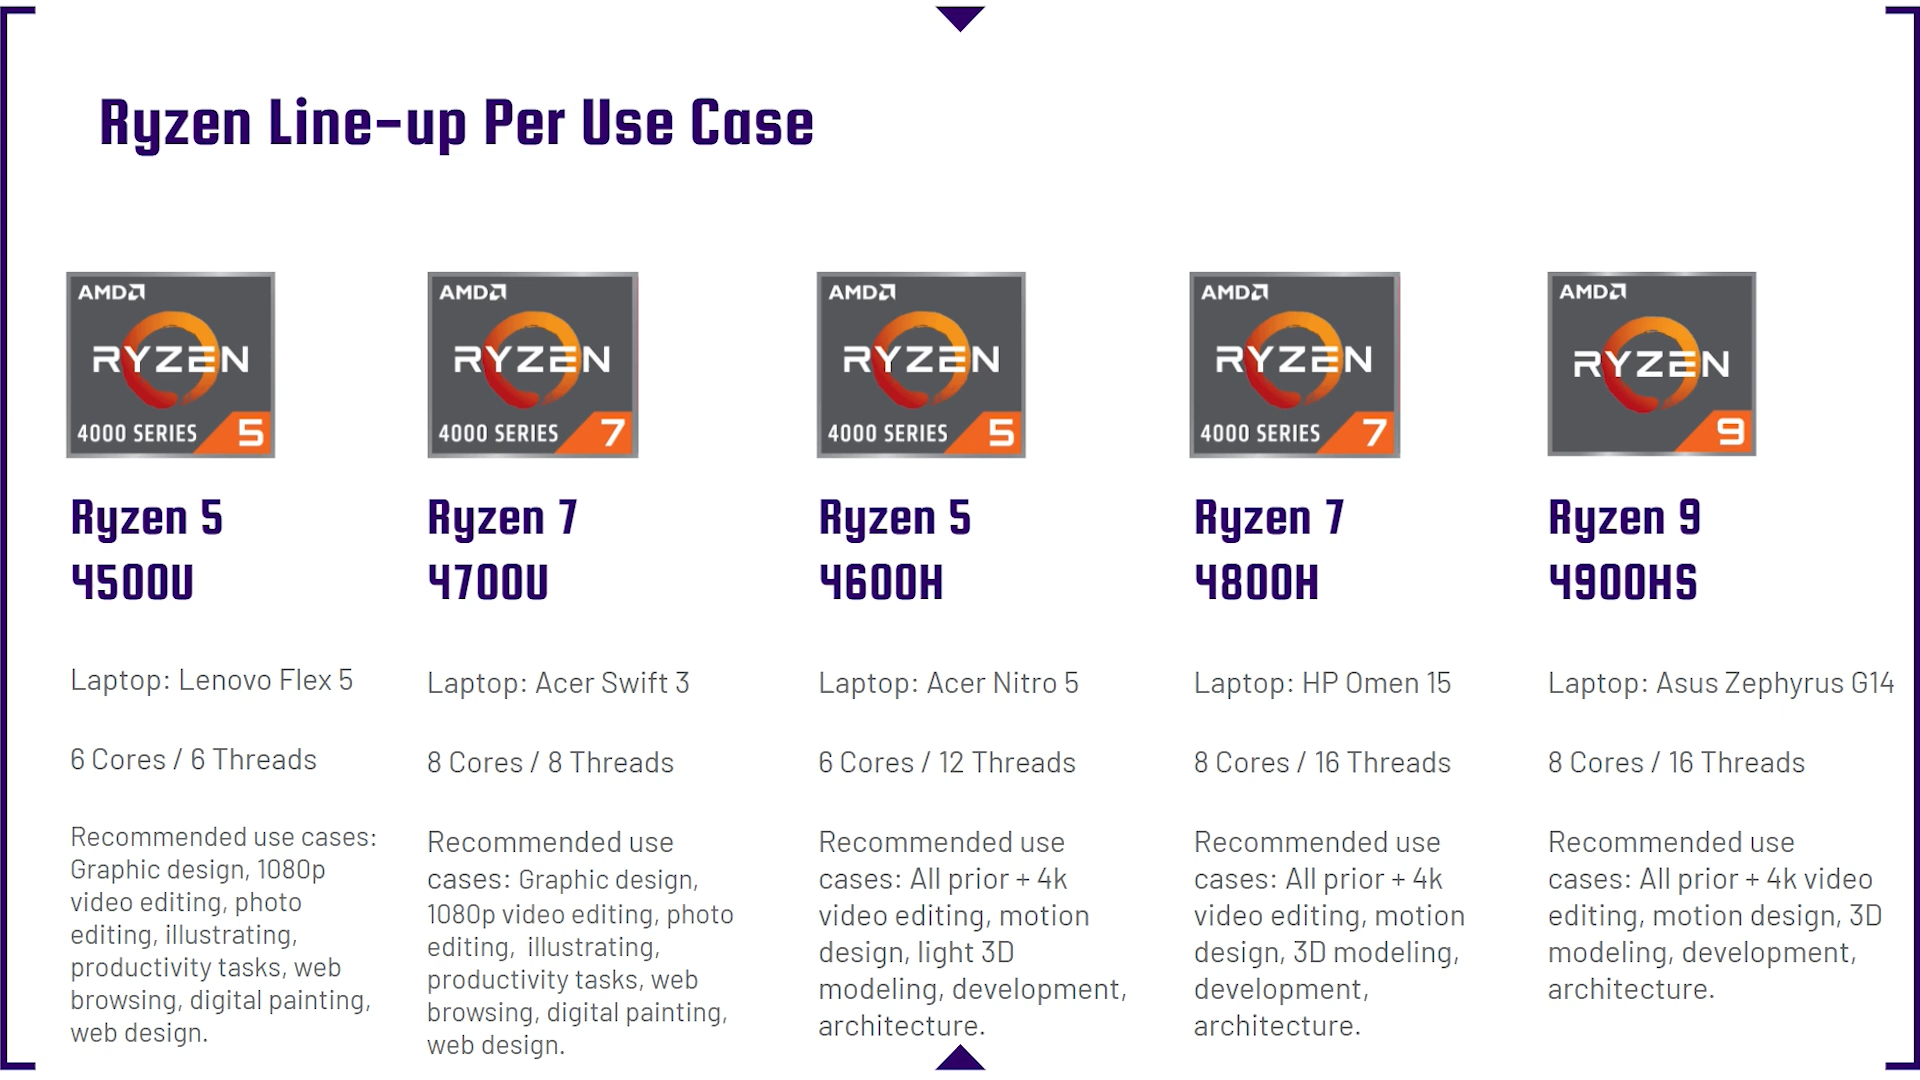 Ryzen Line-up Per Use Case
AMD
RYZEN
4000 SERIES 5
Ryzen 5
4500U
Laptop: Lenovo Flex 5
6 Cores / 6 Threads
Recommended use cases:
Graphic design, 1080p
video editing, photo
editing, illustrating,
productivity tasks, web
browsing, digital painting,
web design.
AMD
RYZEN
4000 SERIES 7
Ryzen 7
4700U
Laptop: Acer Swift 3
8 Cores / 8 Threads
Recommended use
cases: Graphic design,
1080p video editing, photo
editing, illustrating,
productivity tasks, web
browsing, digital painting,
web design.
AMD
RYZEN
4000 SERIES 5
Ryzen 5
4600H
Laptop: Acer Nitro 5
6 Cores / 12 Threads
Recommended use
cases: All prior + 4k
video editing, motion
design, light 3D
modeling, development,
architecture.
AMD
RYZEN
4000 SERIES 7
Ryzen 7
4800H
Laptop: HP Omen 15
8 Cores / 16 Threads
Recommended use
cases: All prior + 4k
video editing, motion
design, 3D modeling,
development,
architecture.
AMD
RYZEN
9
Ryzen 9
4900HS
Laptop: Asus Zephyrus G14
8 Cores / 16 Threads
Recommended use
cases: All prior + 4k video
editing, motion design, 3D
modeling, development,
architecture.